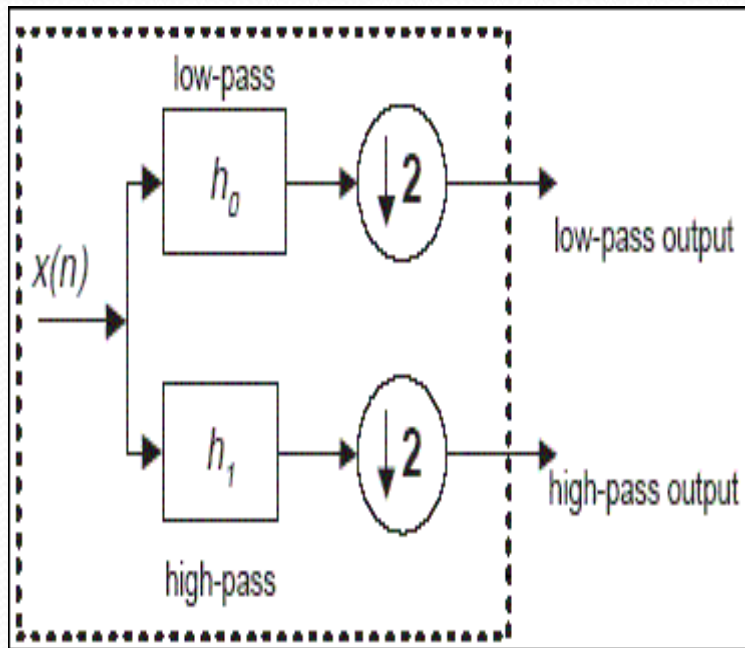 low-pass
h0
↓2
low-pass output
x(n)
h1
↓2
high-pass output
high-pass